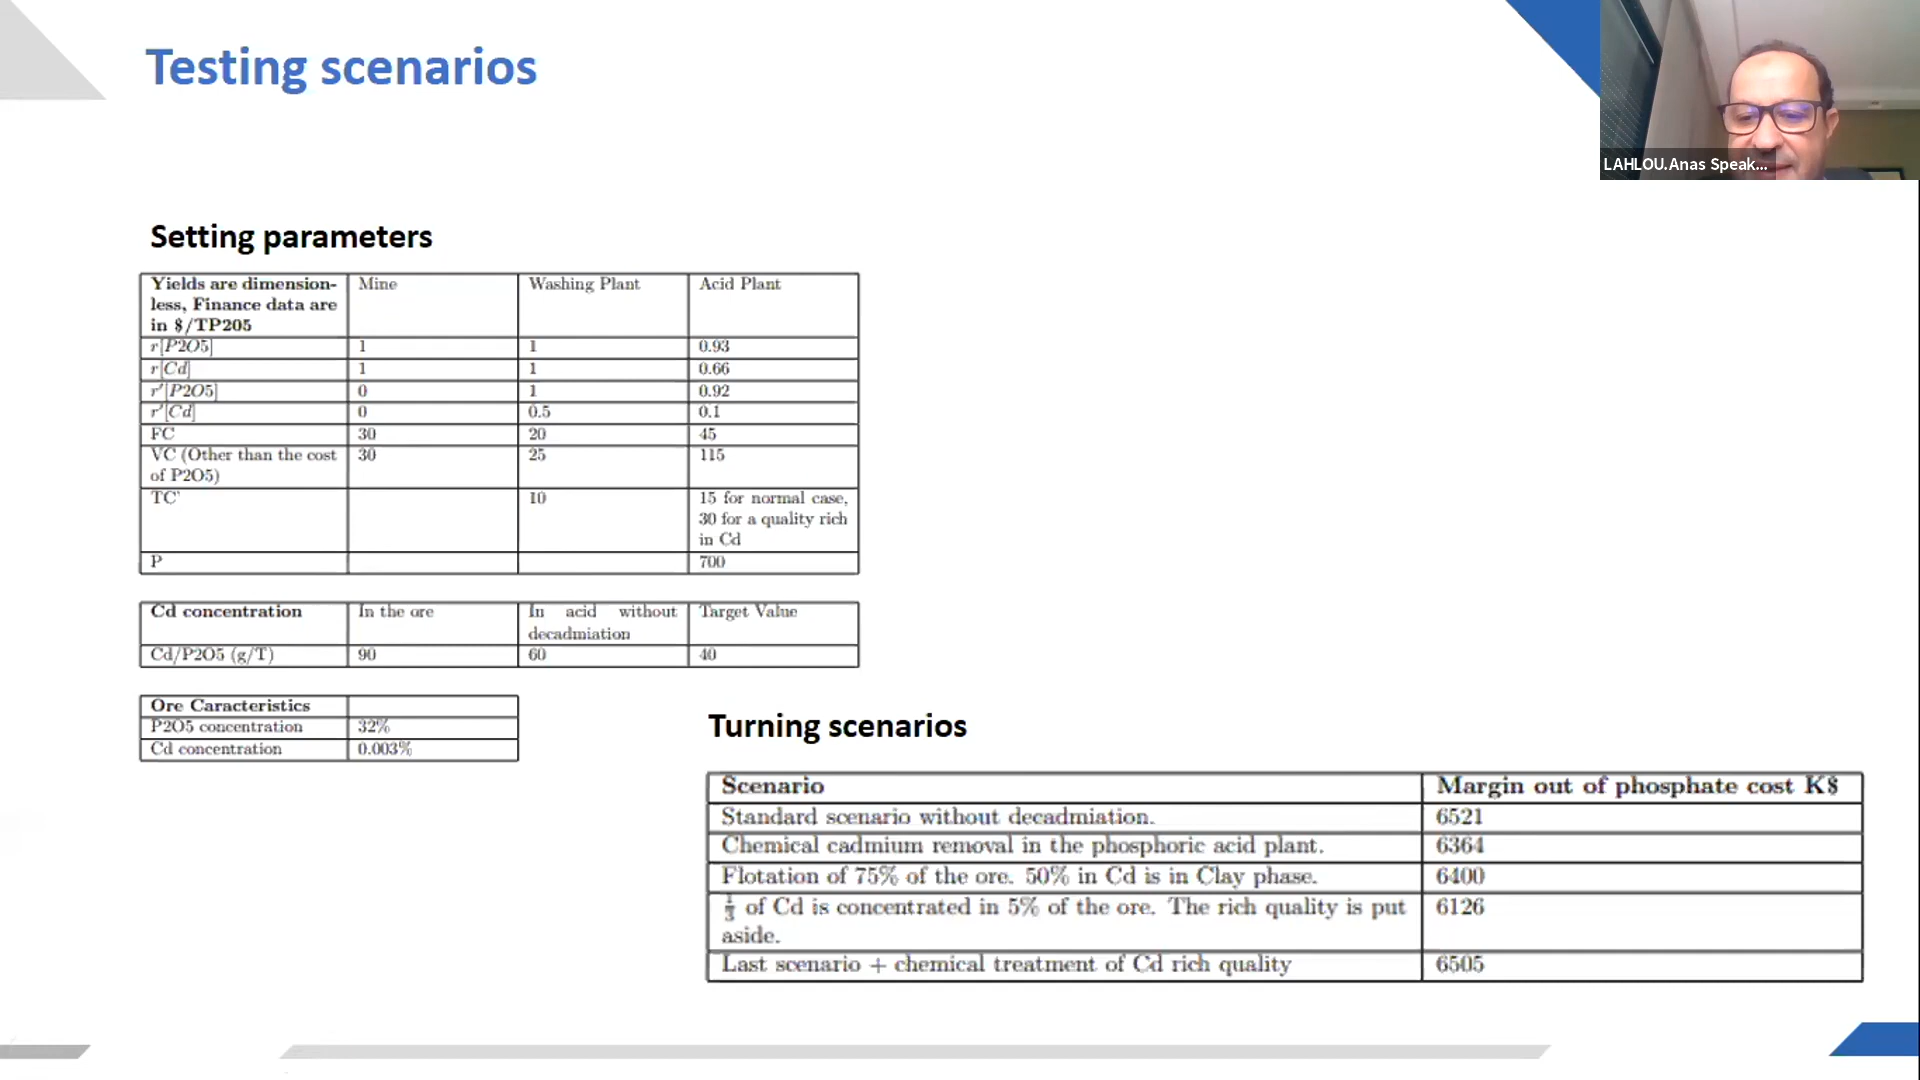 Testing scenarios
LAHLOU.Anas Speak...
Setting parameters
Yields are dimension-
less, Finance data are
in $/TP205
Mine
Washing Plant
Acid Plant
r[P2O5] 1 1 0.93
r[Cd] 1 1 0.66
r'[P2O5] 0 1 0.92
r'[Cd] 0 0.5 0.1
FC 30 20 45
VC (Other than the cost
of P2O5)
30 25 115
TC' 10
15 for normal case,
30 for a quality rich
in Cd
P 700
Cd concentration
In the ore
In acid without
decadmiation
Target Value
Cd/P2O5 (g/T) 90 60 40
Ore Caracteristics
P2O5 concentration 32%
Cd concentration 0.003%
Turning scenarios
Scenario Margin out of phosphate cost K$
Standard scenario without decadmiation. 6521
Chemical cadmium removal in the phosphoric acid plant. 6364
Flotation of 75% of the ore. 50% in Cd is in Clay phase. 6400
1/3 of Cd is concentrated in 5% of the ore. The rich quality is put
aside.
6126
Last scenario + chemical treatment of Cd rich quality 6505